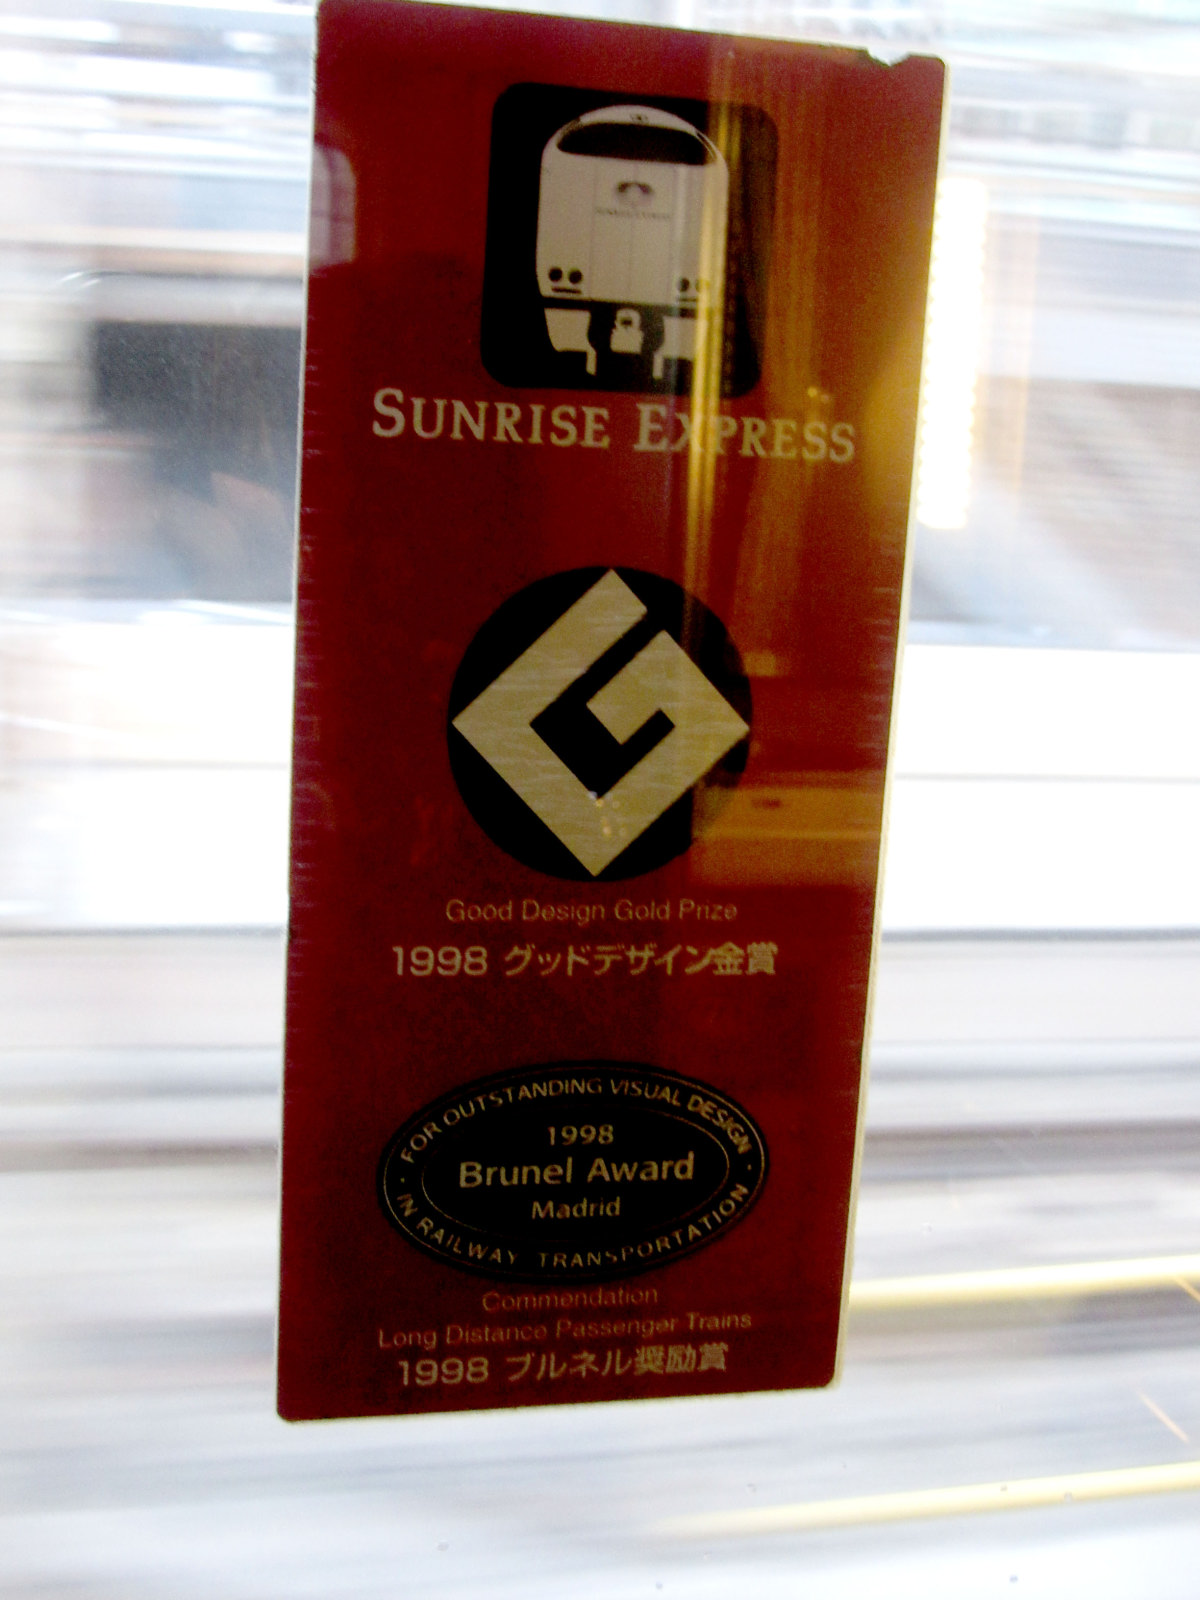 SUNRISE EXPRESS
Good Design Gold Prize
1998 グッドデザイン金賞
FOR OUTSTANDING VISUAL DESIGN
1998
Brunel Award
Madrid
IN RAILWAY TRANSPORTATION
Commendation
Long Distance Passenger Trains
1998 ブルネル奨励賞